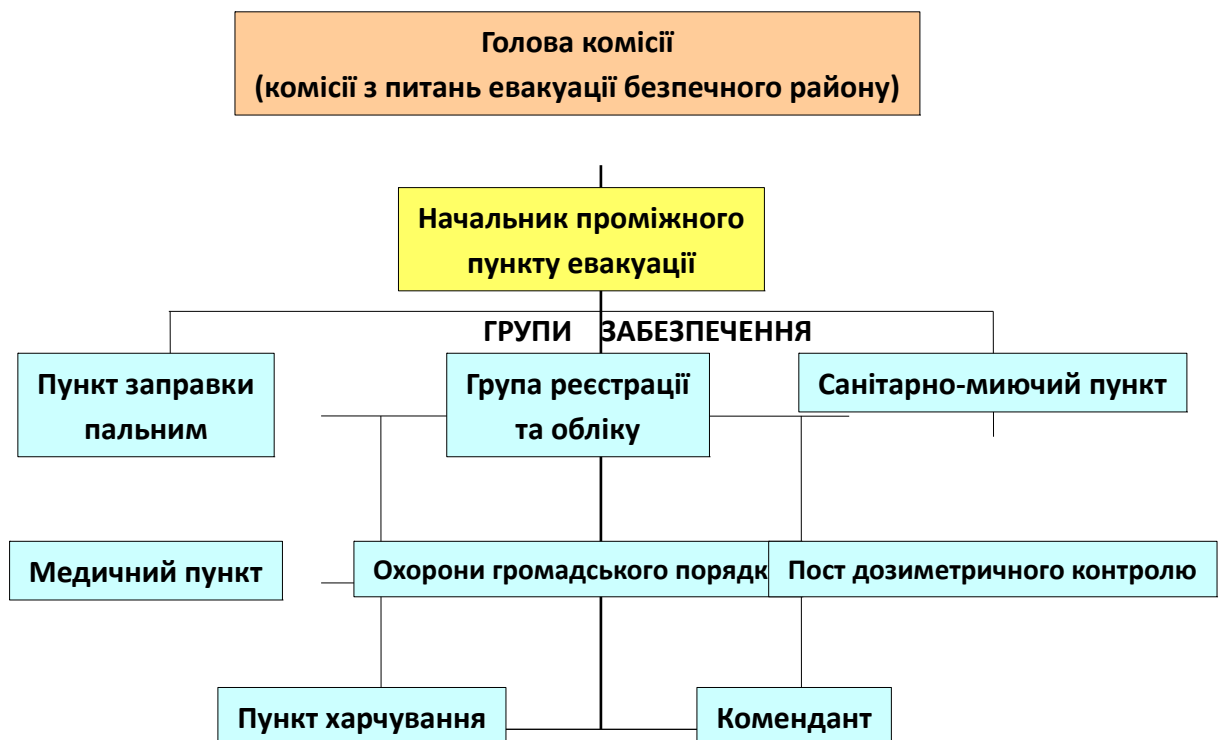 Голова комісії
(комісії з питань евакуації безпечного району)
Начальник проміжного
пункту евакуації
ГРУПИ ЗАБЕЗПЕЧЕННЯ
Пункт заправки
пальним
Група реєстрації
та обліку
Санітарно-миючий пункт
Медичний пункт
Охорони громадського порядк
Пост дозиметричного контролю
Пункт харчування
Комендант